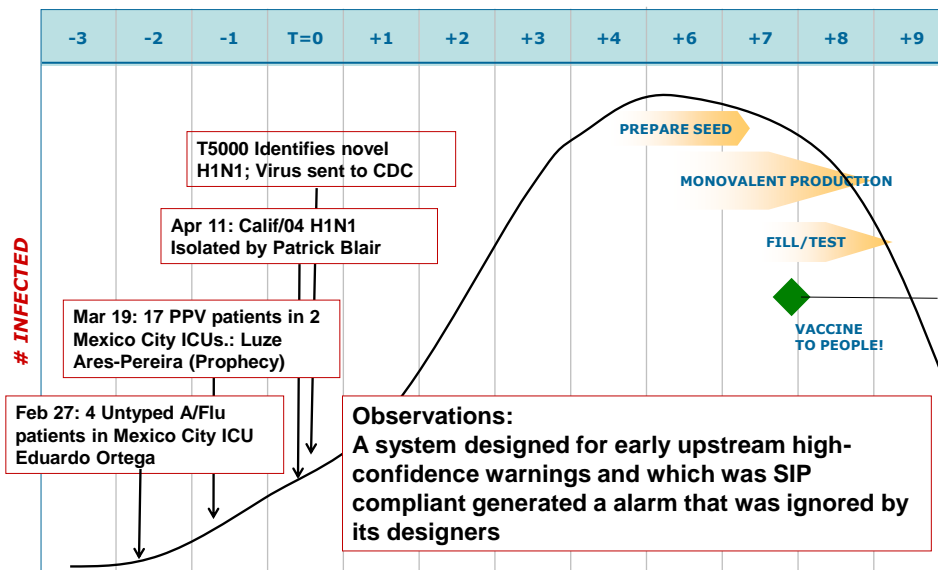 -3 -2 -1 T=0 +1 +2 +3 +4 +6 +7 +8 +9
# INFECTED
PREPARE SEED
MONOVALENT PRODUCTION
FILL/TEST
VACCINE
TO PEOPLE!
T5000 Identifies novel
H1N1; Virus sent to CDC
Apr 11: Calif/04 H1N1
Isolated by Patrick Blair
Mar 19: 17 PPV patients in 2
Mexico City ICUs.: Luze
Ares-Pereira (Prophecy)
Feb 27: 4 Untyped A/Flu
patients in Mexico City ICU
Eduardo Ortega
Observations:
A system designed for early upstream high-
confidence warnings and which was SIP
compliant generated a alarm that was ignored by
its designers